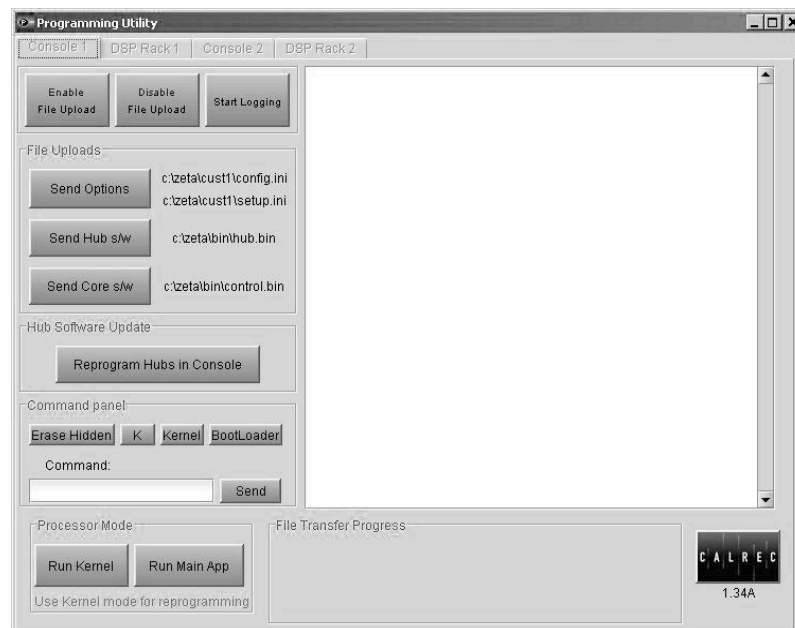 Programming Utility
Console 1 DSP Rack 1 Console 2 DSP Rack 2
Enable File Upload
Disable File Upload
Start Logging
File Uploads
Send Options
c:\zeta\cust1\config.ini
c:\zeta\cust1\setup.ini
Send Hub s/w
c:\zeta\bin\hub.bin
Send Core s/w
c:\zeta\bin\control.bin
Hub Software Update
Reprogram Hubs in Console
Command panel
Erase Hidden K Kernel BootLoader
Command:
Send
Processor Mode
Run Kernel Run Main App
Use Kernel mode for reprogramming
File Transfer Progress
CALREC
1.34A